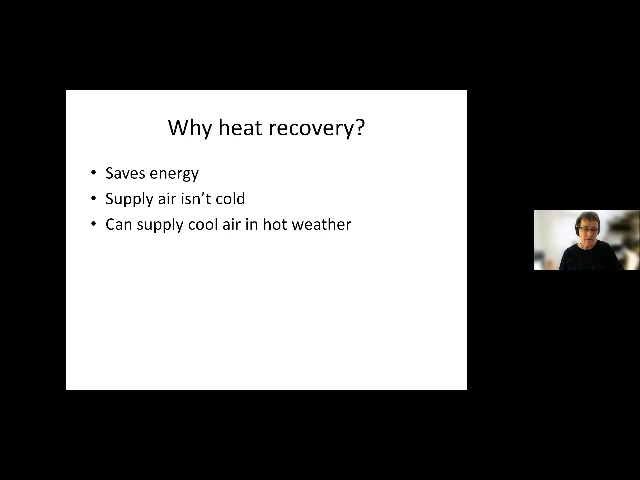 Why heat recovery?
• Saves energy
• Supply air isn't cold
• Can supply cool air in hot weather